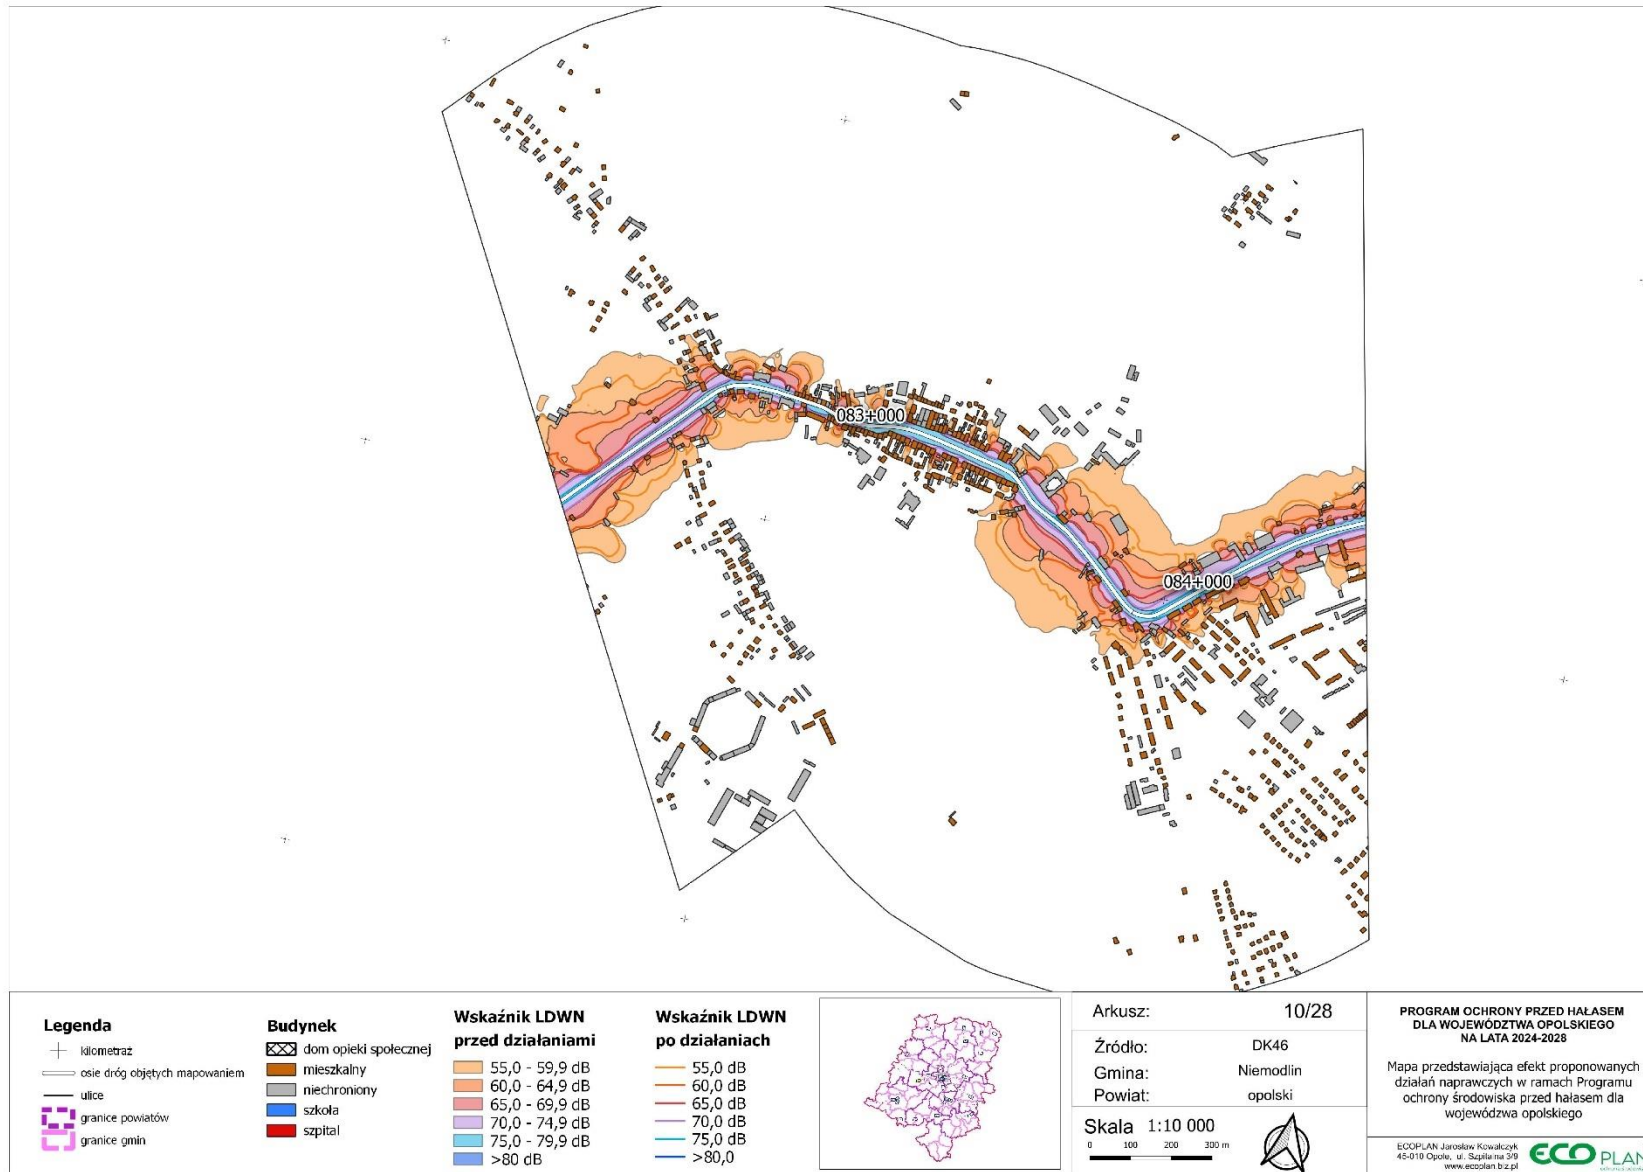 083+000
084+000
Legenda
kilometraż
osie dróg objętych mapowaniem
ulice
granice powiatów
granice gmin
Budynek
dom opieki społecznej
mieszkalny
niechroniony
szkoła
szpital
Wskaźnik LDWN
przed działaniami
55,0 - 59,9 dB
60,0 - 64,9 dB
65,0 - 69,9 dB
70,0 - 74,9 dB
75,0 - 79,9 dB
>80 dB
Wskaźnik LDWN
po działaniach
55,0 dB
60,0 dB
65,0 dB
70,0 dB
75,0 dB
>80,0
Arkusz: 10/28
Źródło: DK46
Gmina: Niemodlin
Powiat: opolski
Skala 1:10 000
0 100 200 300 m
PROGRAM OCHRONY PRZED HAŁASEM
DLA WOJEWÓDZTWA OPOLSKIEGO
NA LATA 2024-2028
Mapa przedstawiająca efekt proponowanych
działań naprawczych w ramach Programu
ochrony środowiska przed hałasem dla
wojewódzwa opolskiego
ECOPLAN Jarosław Kowalczyk
45-010 Opole, ul. Szpitalna 3/9
www.ecoplan.biz.pl
ECO PLAN